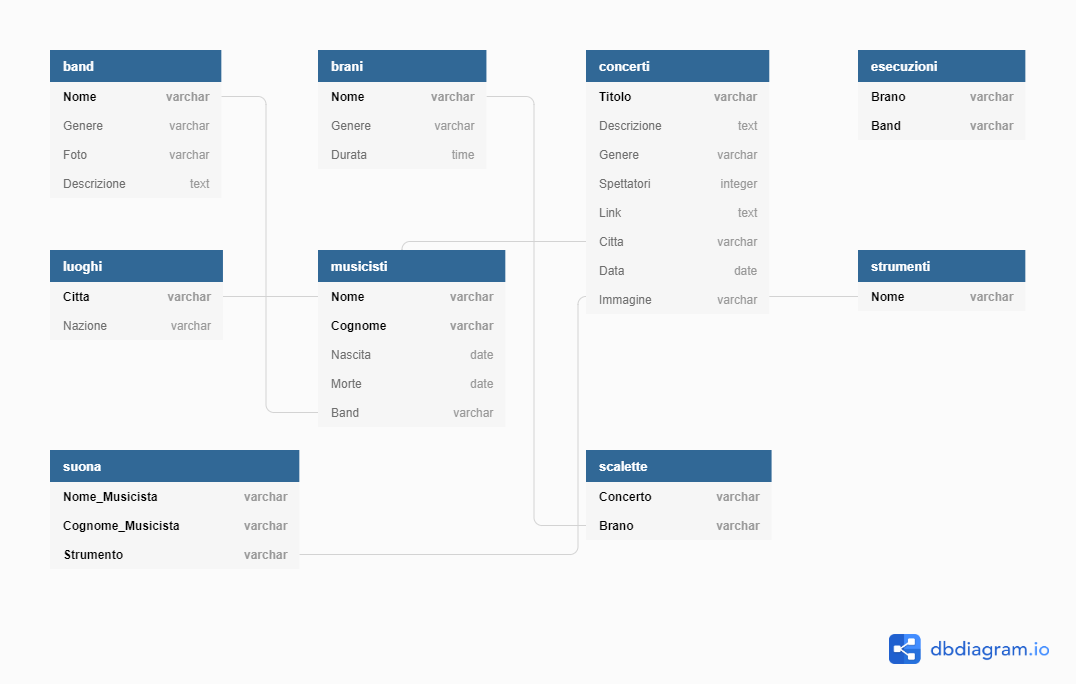 band
Nome varchar
Genere varchar
Foto varchar
Descrizione text
brani
Nome varchar
Genere varchar
Durata time
concerti
Titolo varchar
Descrizione text
Genere varchar
Spettatori integer
Link text
Citta varchar
Data date
Immagine varchar
esecuzioni
Brano varchar
Band varchar
luoghi
Citta varchar
Nazione varchar
musicisti
Nome varchar
Cognome varchar
Nascita date
Morte date
Band varchar
strumenti
Nome varchar
suona
Nome_Musicista varchar
Cognome_Musicista varchar
Strumento varchar
scalette
Concerto varchar
Brano varchar
dbdiagram.io